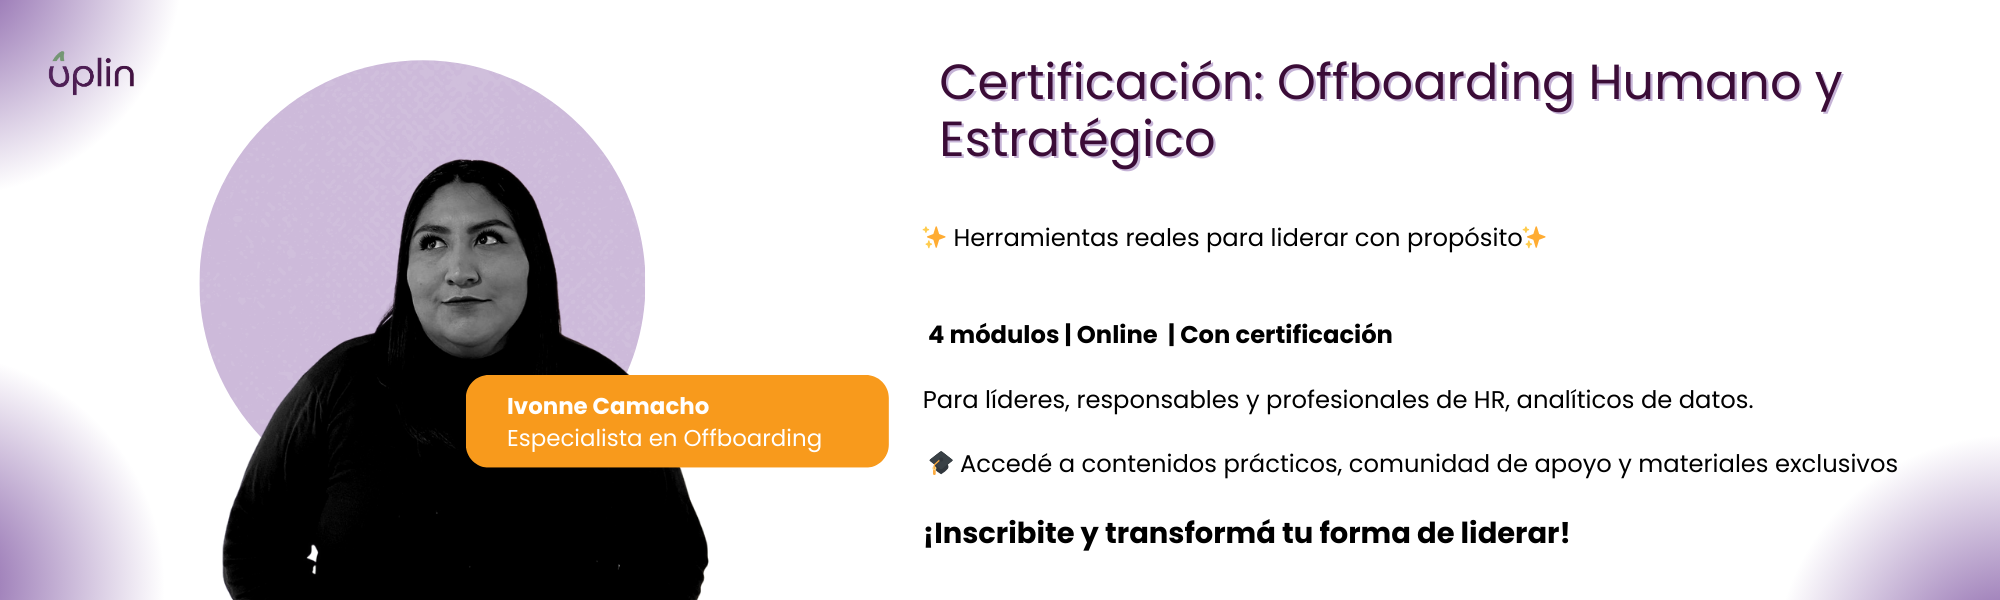 uplin
Certificación: Offboarding Humano y
Estratégico
✨ Herramientas reales para liderar con propósito✨
4 módulos | Online | Con certificación
Ivonne Camacho
Especialista en Offboarding
Para líderes, responsables y profesionales de HR, analíticos de datos.
🎓 Accedé a contenidos prácticos, comunidad de apoyo y materiales exclusivos
¡Inscribite y transformá tu forma de liderar!